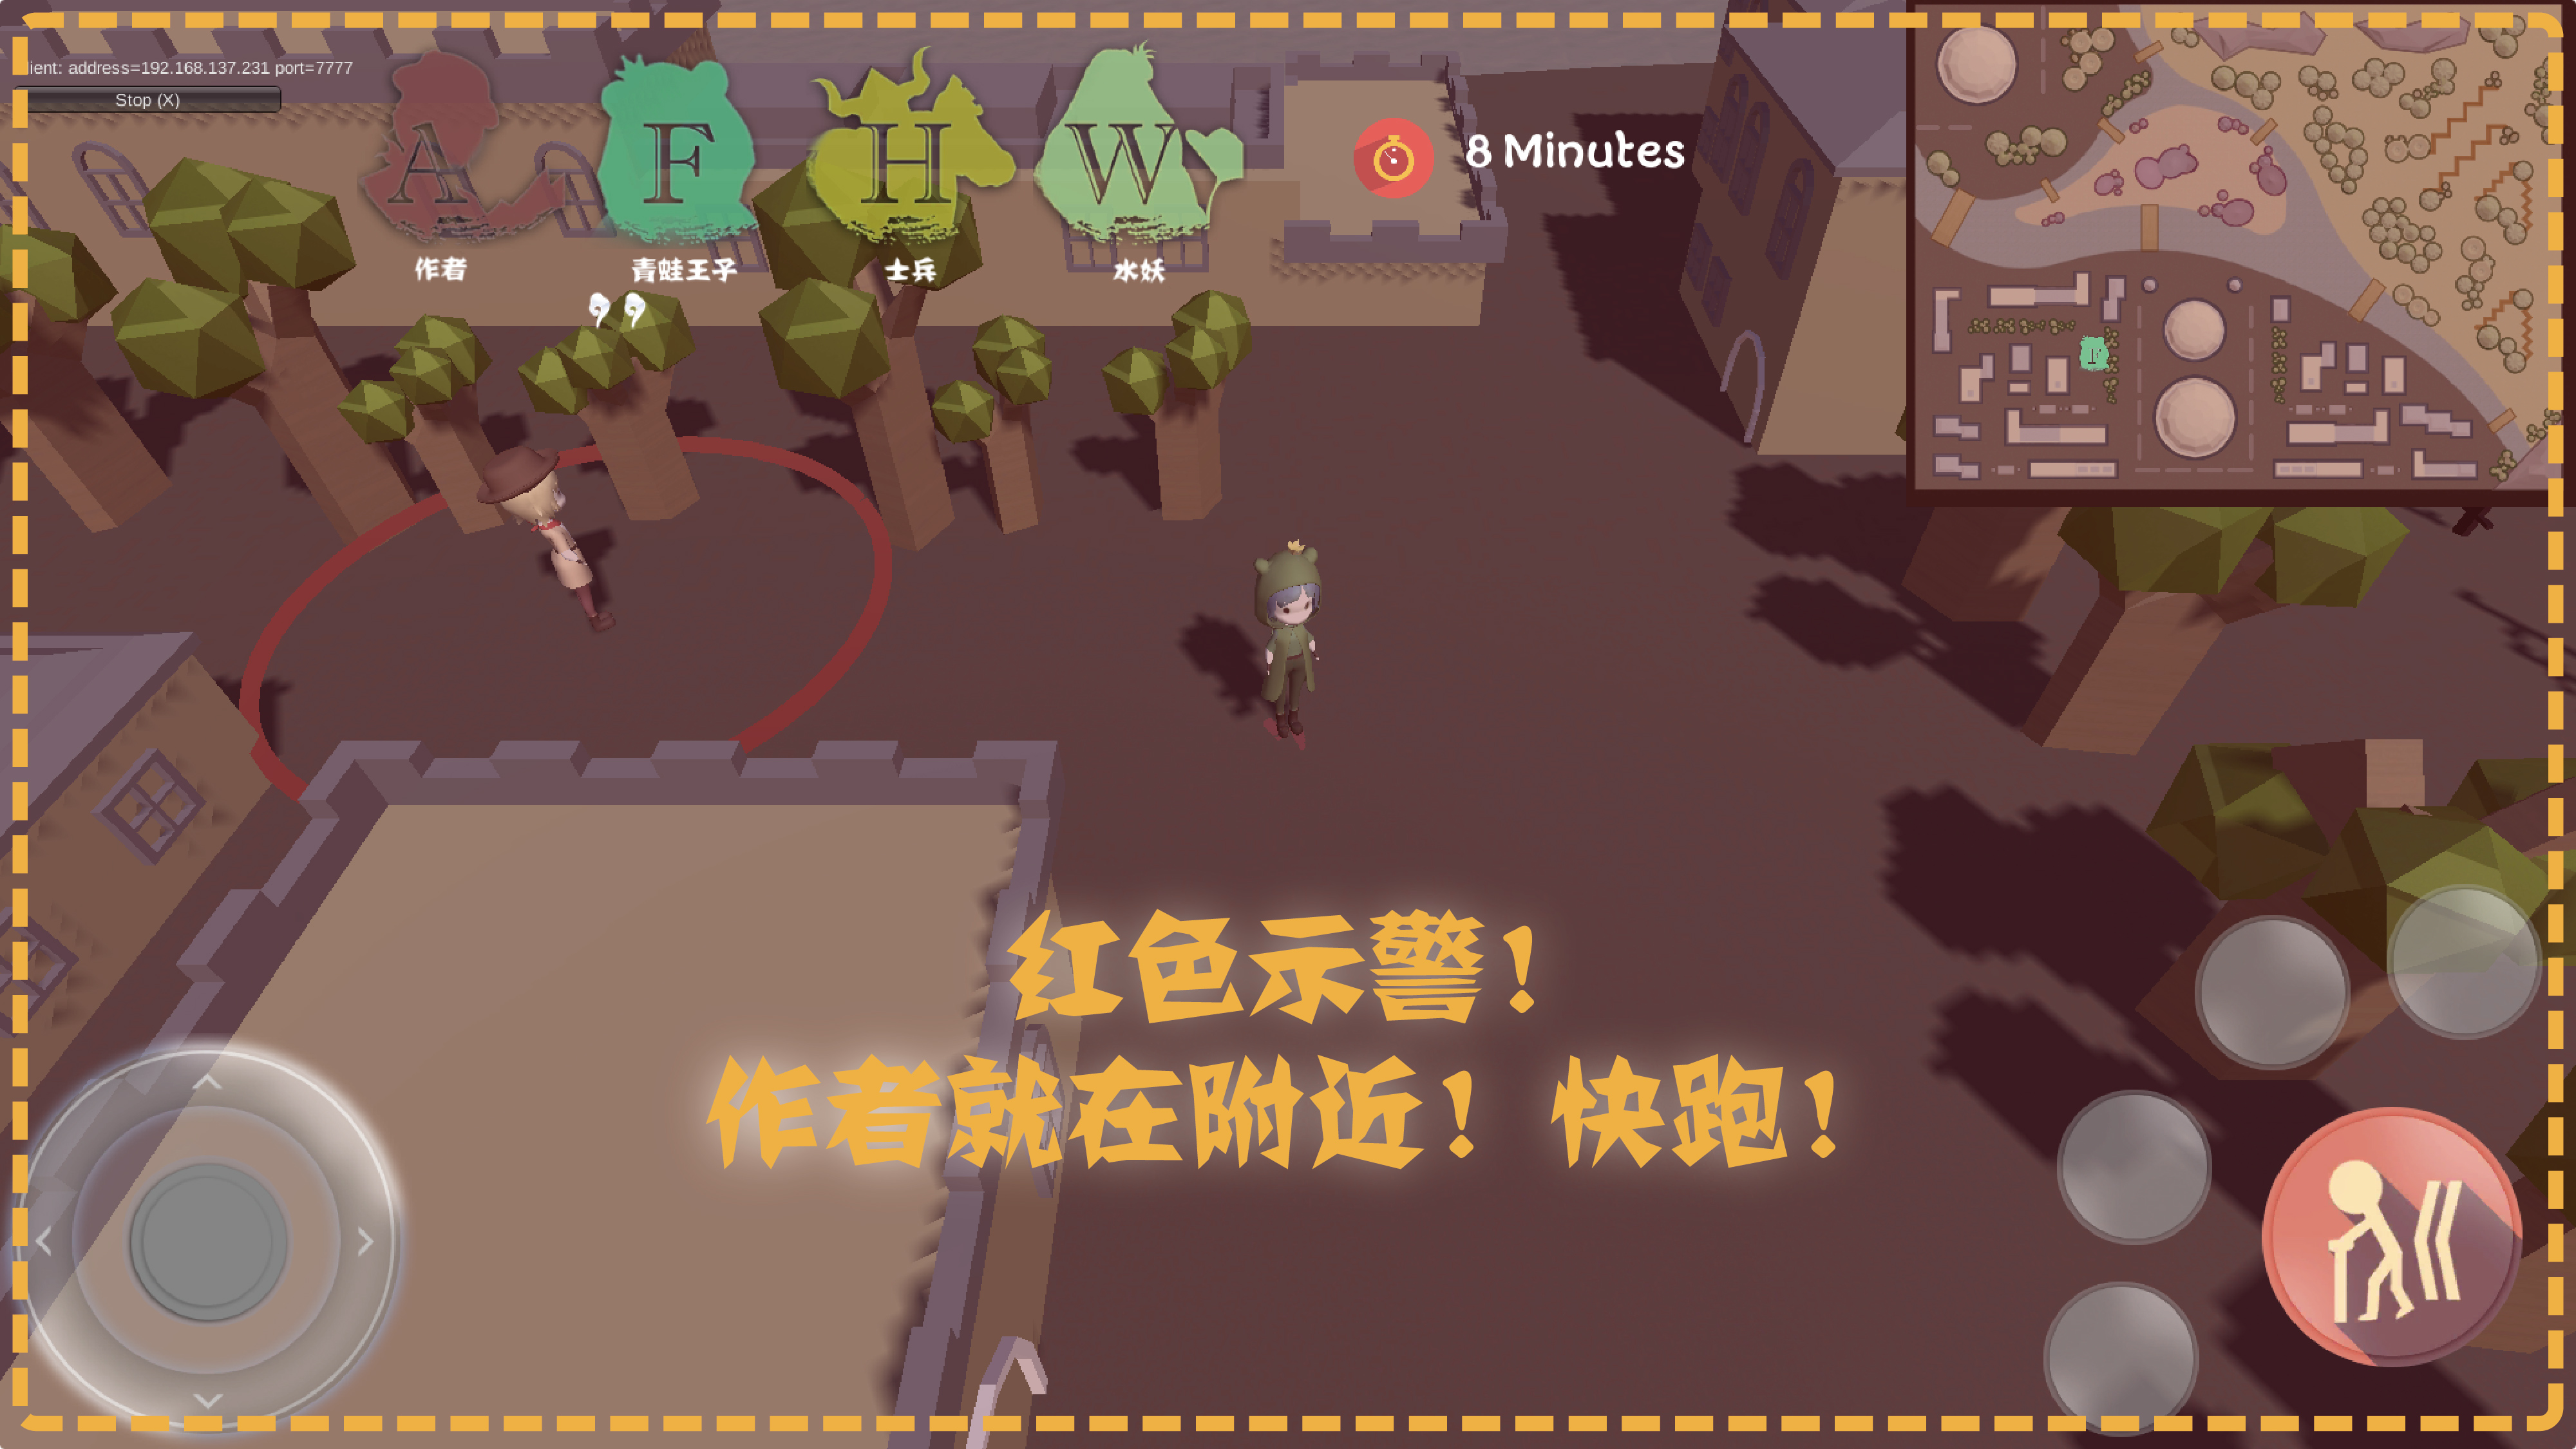 Client: address=192.168.137.231 port=7777
Stop (X)
A
F
H
W
8 Minutes
作者
青蛙王子
士兵
水妖
F
红色示警！
作者就在附近！快跑！